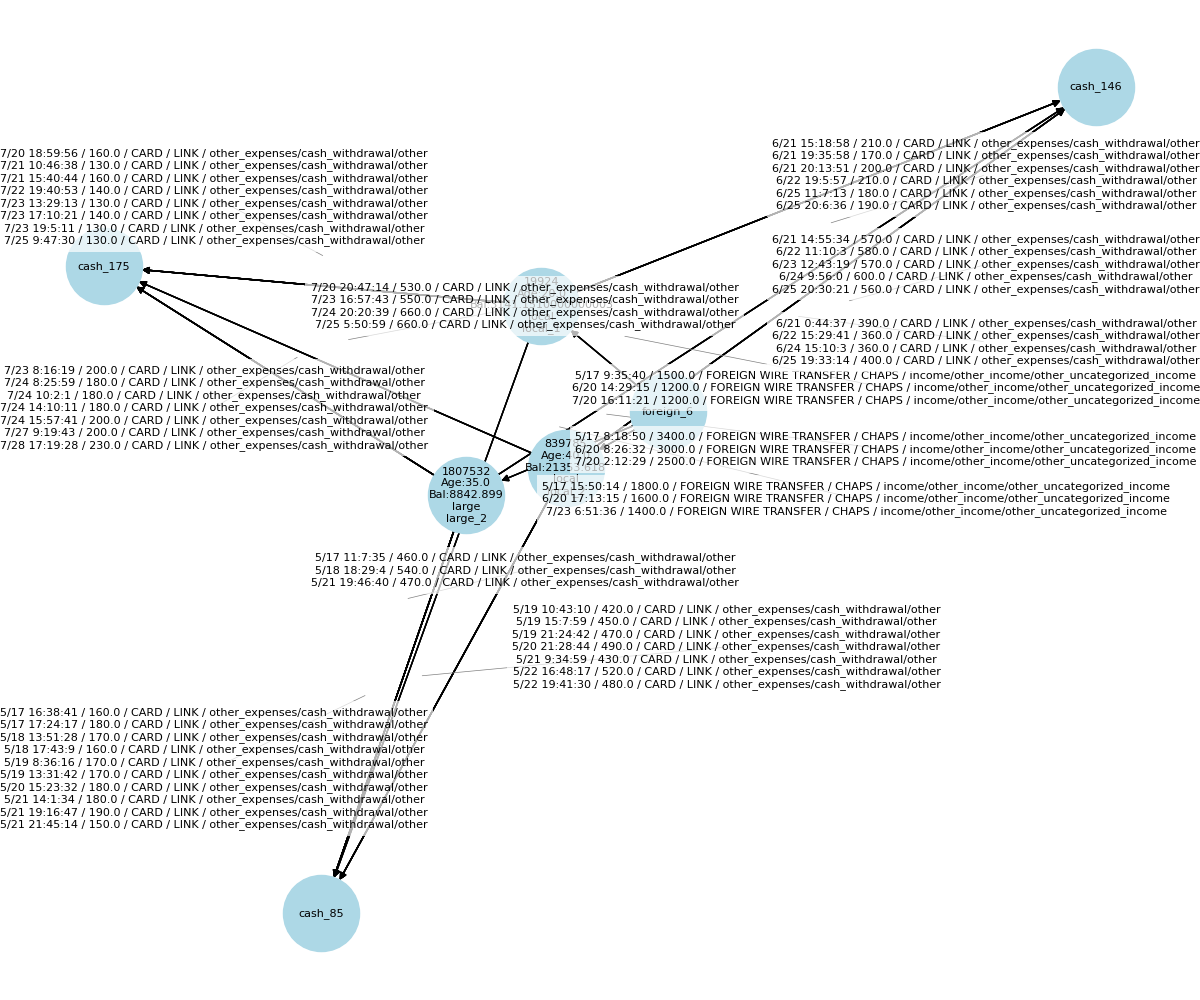 cash_146
6/21 15:18:58 / 210.0 / CARD / LINK / other_expenses/cash_withdrawal/other
6/21 19:35:58 / 170.0 / CARD / LINK / other_expenses/cash_withdrawal/other
6/21 20:13:51 / 200.0 / CARD / LINK / other_expenses/cash_withdrawal/other
6/22 19:5:57 / 210.0 / CARD / LINK / other_expenses/cash_withdrawal/other
6/25 11:7:13 / 180.0 / CARD / LINK / other_expenses/cash_withdrawal/other
6/25 20:6:36 / 190.0 / CARD / LINK / other_expenses/cash_withdrawal/other
7/20 18:59:56 / 160.0 / CARD / LINK / other_expenses/cash_withdrawal/other
7/21 10:46:38 / 130.0 / CARD / LINK / other_expenses/cash_withdrawal/other
7/21 15:40:44 / 160.0 / CARD / LINK / other_expenses/cash_withdrawal/other
7/22 19:40:53 / 140.0 / CARD / LINK / other_expenses/cash_withdrawal/other
7/23 13:29:13 / 130.0 / CARD / LINK / other_expenses/cash_withdrawal/other
7/23 17:10:21 / 140.0 / CARD / LINK / other_expenses/cash_withdrawal/other
7/23 19:5:11 / 130.0 / CARD / LINK / other_expenses/cash_withdrawal/other
7/25 9:47:30 / 130.0 / CARD / LINK / other_expenses/cash_withdrawal/other
cash_175
6/21 14:55:34 / 570.0 / CARD / LINK / other_expenses/cash_withdrawal/other
6/22 11:10:3 / 580.0 / CARD / LINK / other_expenses/cash_withdrawal/other
6/23 12:43:19 / 570.0 / CARD / LINK / other_expenses/cash_withdrawal/other
6/24 9:56:0 / 600.0 / CARD / LINK / other_expenses/cash_withdrawal/other
6/25 20:30:21 / 560.0 / CARD / LINK / other_expenses/cash_withdrawal/other
19924
7/20 20:47:14 / 530.0 / CARD / LINK / other_expenses/cash_withdrawal/other
7/23 16:57:43 / 550.0 / CARD / LINK / other_expenses/cash_withdrawal/other
7/24 20:20:39 / 660.0 / CARD / LINK / other_expenses/cash_withdrawal/other
7/25 5:50:59 / 660.0 / CARD / LINK / other_expenses/cash_withdrawal/other
6/21 0:44:37 / 390.0 / CARD / LINK / other_expenses/cash_withdrawal/other
6/22 15:29:41 / 360.0 / CARD / LINK / other_expenses/cash_withdrawal/other
6/24 15:10:3 / 360.0 / CARD / LINK / other_expenses/cash_withdrawal/other
6/25 19:33:14 / 400.0 / CARD / LINK / other_expenses/cash_withdrawal/other
5/17 9:35:40 / 1500.0 / FOREIGN WIRE TRANSFER / CHAPS / income/other_income/other_uncategorized_income
6/20 14:29:15 / 1200.0 / FOREIGN WIRE TRANSFER / CHAPS / income/other_income/other_uncategorized_income
7/20 16:11:21 / 1200.0 / FOREIGN WIRE TRANSFER / CHAPS / income/other_income/other_uncategorized_income
foreign_6
7/23 8:16:19 / 200.0 / CARD / LINK / other_expenses/cash_withdrawal/other
7/24 8:25:59 / 180.0 / CARD / LINK / other_expenses/cash_withdrawal/other
7/24 10:2:1 / 180.0 / CARD / LINK / other_expenses/cash_withdrawal/other
7/24 14:10:11 / 180.0 / CARD / LINK / other_expenses/cash_withdrawal/other
7/24 15:57:41 / 200.0 / CARD / LINK / other_expenses/cash_withdrawal/other
7/27 9:19:43 / 200.0 / CARD / LINK / other_expenses/cash_withdrawal/other
7/28 17:19:28 / 230.0 / CARD / LINK / other_expenses/cash_withdrawal/other
5/17 8:18:50 / 3400.0 / FOREIGN WIRE TRANSFER / CHAPS / income/other_income/other_uncategorized_income
6/20 8:26:32 / 3000.0 / FOREIGN WIRE TRANSFER / CHAPS / income/other_income/other_uncategorized_income
7/20 2:12:29 / 2500.0 / FOREIGN WIRE TRANSFER / CHAPS / income/other_income/other_uncategorized_income
local
1807532
Age:35.0
Bal:8842.899
large
large_2
5/17 15:50:14 / 1800.0 / FOREIGN WIRE TRANSFER / CHAPS / income/other_income/other_uncategorized_income
6/20 17:13:15 / 1600.0 / FOREIGN WIRE TRANSFER / CHAPS / income/other_income/other_uncategorized_income
7/23 6:51:36 / 1400.0 / FOREIGN WIRE TRANSFER / CHAPS / income/other_income/other_uncategorized_income
5/17 11:7:35 / 460.0 / CARD / LINK / other_expenses/cash_withdrawal/other
5/18 18:29:4 / 540.0 / CARD / LINK / other_expenses/cash_withdrawal/other
5/21 19:46:40 / 470.0 / CARD / LINK / other_expenses/cash_withdrawal/other
5/19 10:43:10 / 420.0 / CARD / LINK / other_expenses/cash_withdrawal/other
5/19 15:7:59 / 450.0 / CARD / LINK / other_expenses/cash_withdrawal/other
5/19 21:24:42 / 470.0 / CARD / LINK / other_expenses/cash_withdrawal/other
5/20 21:28:44 / 490.0 / CARD / LINK / other_expenses/cash_withdrawal/other
5/21 9:34:59 / 430.0 / CARD / LINK / other_expenses/cash_withdrawal/other
5/22 16:48:17 / 520.0 / CARD / LINK / other_expenses/cash_withdrawal/other
5/22 19:41:30 / 480.0 / CARD / LINK / other_expenses/cash_withdrawal/other
5/17 16:38:41 / 160.0 / CARD / LINK / other_expenses/cash_withdrawal/other
5/17 17:24:17 / 180.0 / CARD / LINK / other_expenses/cash_withdrawal/other
5/18 13:51:28 / 170.0 / CARD / LINK / other_expenses/cash_withdrawal/other
5/18 17:43:9 / 160.0 / CARD / LINK / other_expenses/cash_withdrawal/other
5/19 8:36:16 / 170.0 / CARD / LINK / other_expenses/cash_withdrawal/other
5/19 13:31:42 / 170.0 / CARD / LINK / other_expenses/cash_withdrawal/other
5/20 15:23:32 / 180.0 / CARD / LINK / other_expenses/cash_withdrawal/other
5/21 14:1:34 / 180.0 / CARD / LINK / other_expenses/cash_withdrawal/other
5/21 19:16:47 / 190.0 / CARD / LINK / other_expenses/cash_withdrawal/other
5/21 21:45:14 / 150.0 / CARD / LINK / other_expenses/cash_withdrawal/other
cash_85